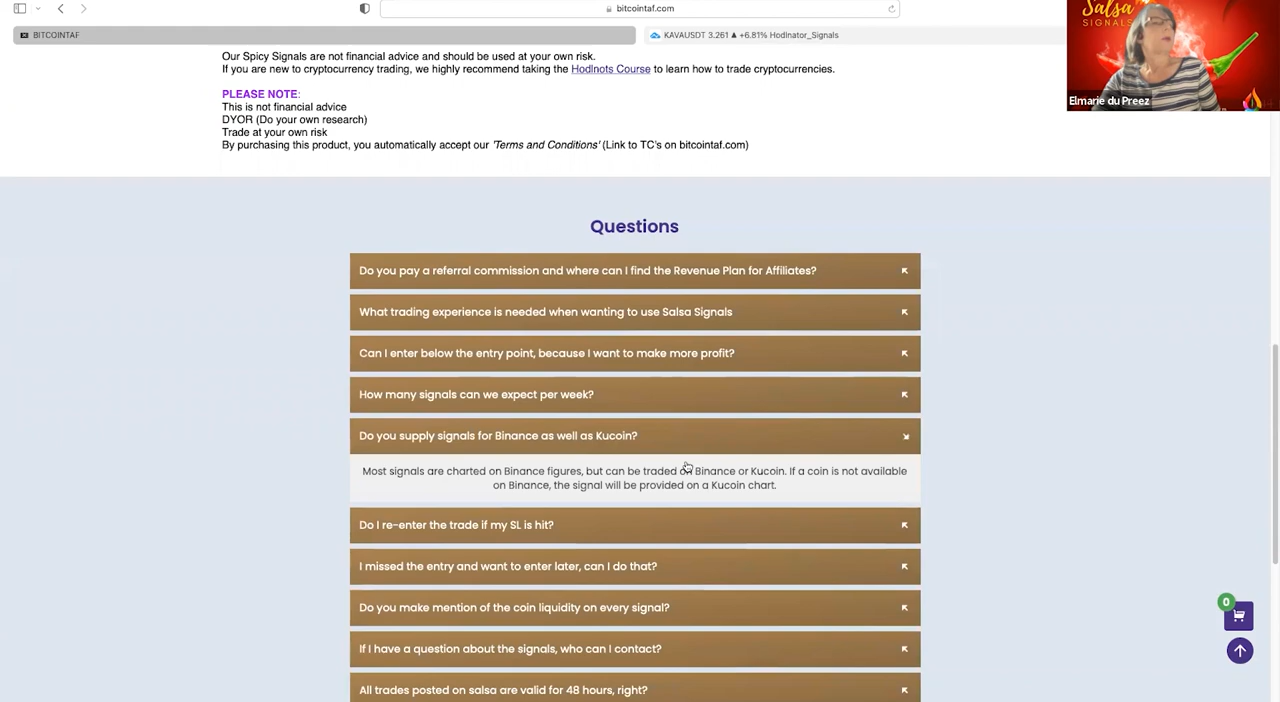 bitcointaf.com
BITCOINTAF
KAVAUSDT 3.261 ▲ +6.81% Hodlnator_Signals
Salsa
SIGNALS
Elmarie du Preez
Our Spicy Signals are not financial advice and should be used at your own risk.
If you are new to cryptocurrency trading, we highly recommend taking the Hodlnots Course to learn how to trade cryptocurrencies.
PLEASE NOTE:
This is not financial advice
DYOR (Do your own research)
Trade at your own risk
By purchasing this product, you automatically accept our 'Terms and Conditions' (Link to TC's on bitcointaf.com)
Questions
Do you pay a referral commission and where can I find the Revenue Plan for Affiliates?
What trading experience is needed when wanting to use Salsa Signals
Can I enter below the entry point, because I want to make more profit?
How many signals can we expect per week?
Do you supply signals for Binance as well as Kucoin?
Most signals are charted on Binance figures, but can be traded on Binance or Kucoin. If a coin is not available
on Binance, the signal will be provided on a Kucoin chart.
Do I re-enter the trade if my SL is hit?
I missed the entry and want to enter later, can I do that?
Do you make mention of the coin liquidity on every signal?
If I have a question about the signals, who can I contact?
All trades posted on salsa are valid for 48 hours, right?
0